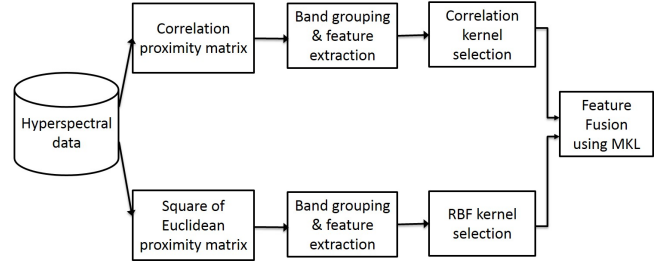 Correlation
proximity matrix
Band grouping
& feature
extraction
Correlation
kernel
selection
Hyperspectral
data
Feature
Fusion
using MKL
Square of
Euclidean
proximity matrix
Band grouping
& feature
extraction
RBF kernel
selection